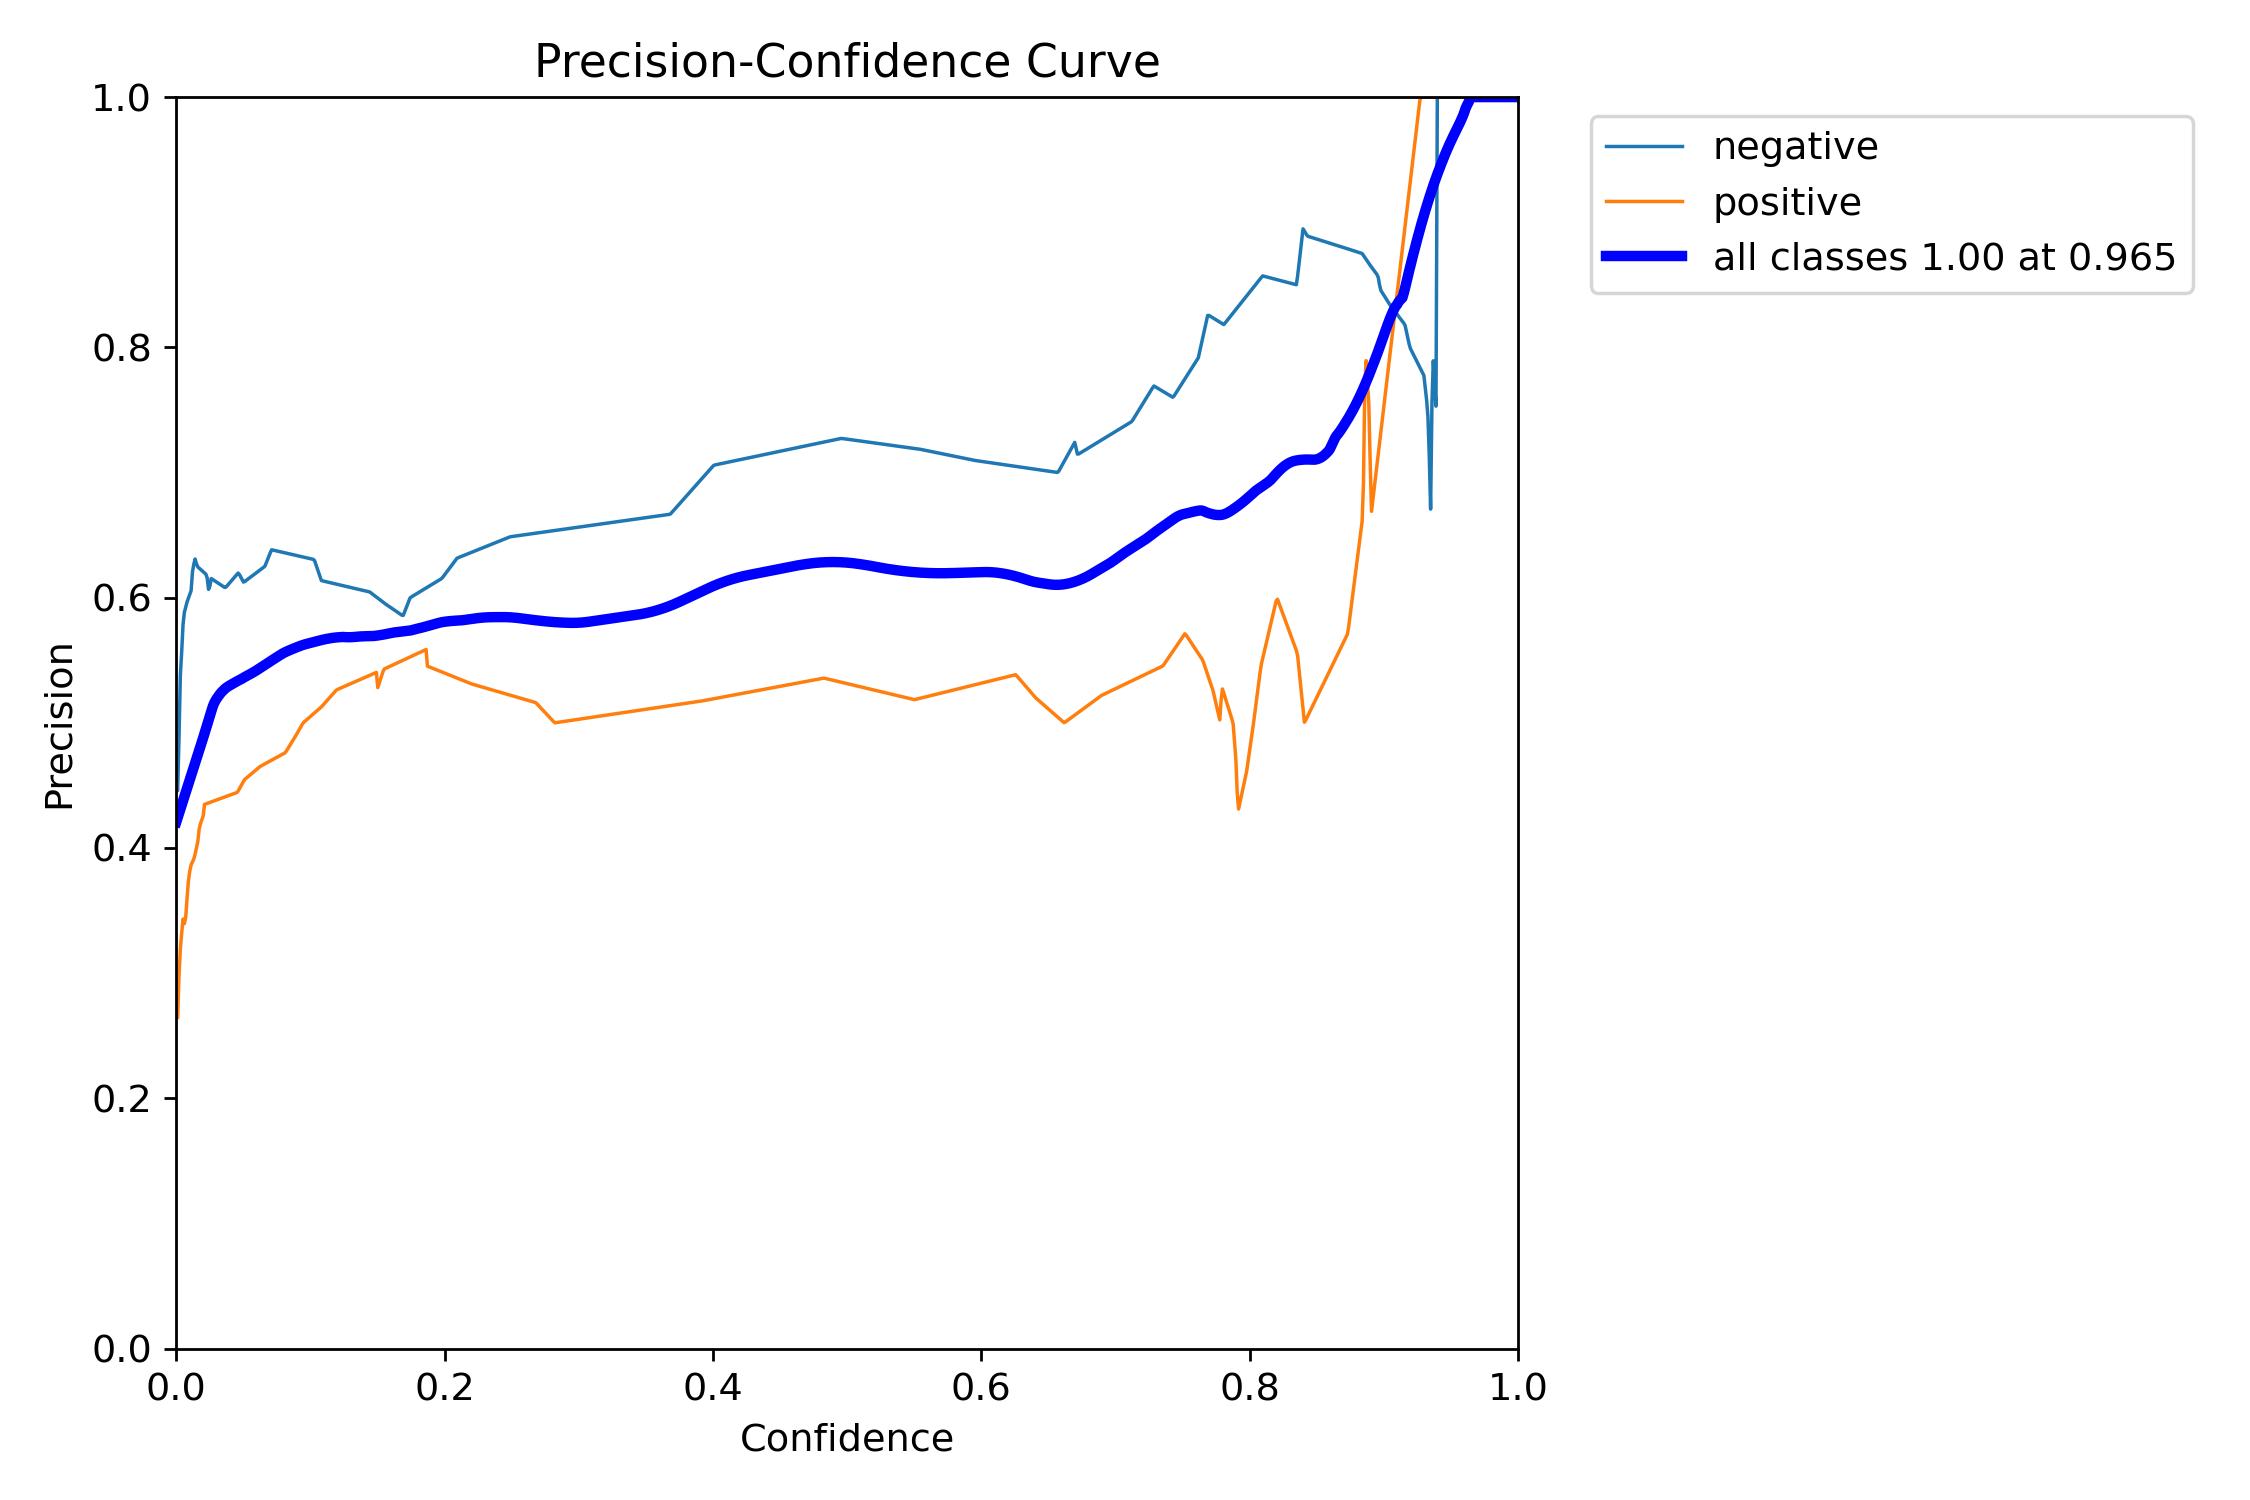 Precision-Confidence Curve
1.0
0.8
0.6
0.4
0.2
0.0
Precision
0.0 0.2 0.4 0.6 0.8 1.0
Confidence
negative
positive
all classes 1.00 at 0.965